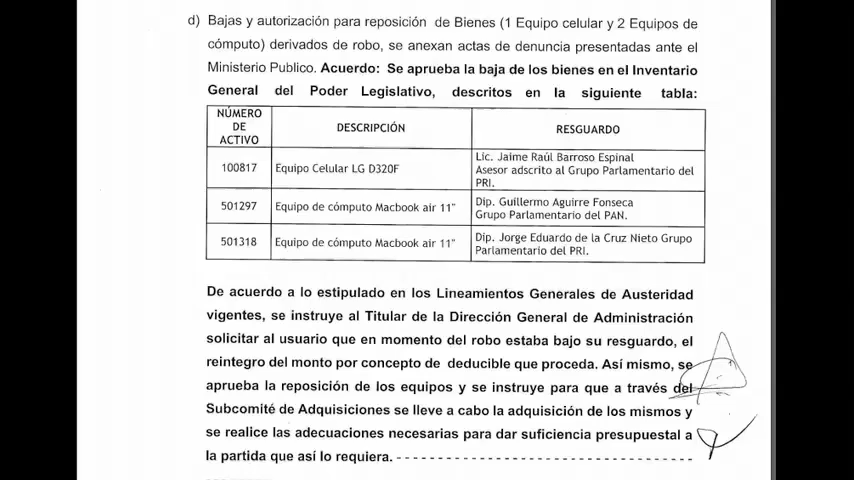 d) Bajas y autorización para reposición de Bienes (1 Equipo celular y 2 Equipos de
cómputo) derivados de robo, se anexan actas de denuncia presentadas ante el
Ministerio Publico. Acuerdo: Se aprueba la baja de los bienes en el Inventario
General del Poder Legislativo, descritos en la siguiente tabla:
NÚMERO
DE
ACTIVO
DESCRIPCIÓN
RESGUARDO
100817
Equipo Celular LG D320F
Lic. Jaime Raúl Barroso Espinal
Asesor adscrito al Grupo Parlamentario del
PRI.
501297
Equipo de cómputo Macbook air 11"
Dip. Guillermo Aguirre Fonseca
Grupo Parlamentario del PAN.
501318
Equipo de cómputo Macbook air 11"
Dip. Jorge Eduardo de la Cruz Nieto Grupo
Parlamentario del PRI.
De acuerdo a lo estipulado en los Lineamientos Generales de Austeridad
vigentes, se instruye al Titular de la Dirección General de Administración
solicitar al usuario que en momento del robo estaba bajo su resguardo, el
reintegro del monto por concepto de deducible que proceda. Así mismo, se
aprueba la reposición de los equipos y se instruye para que a través del
Subcomité de Adquisiciones se lleve a cabo la adquisición de los mismos y
se realice las adecuaciones necesarias para dar suficiencia presupuestal a
la partida que así lo requiera. - - - - - - - - - - - - - - - - - - - - - - - - - - - - - - - - - - -